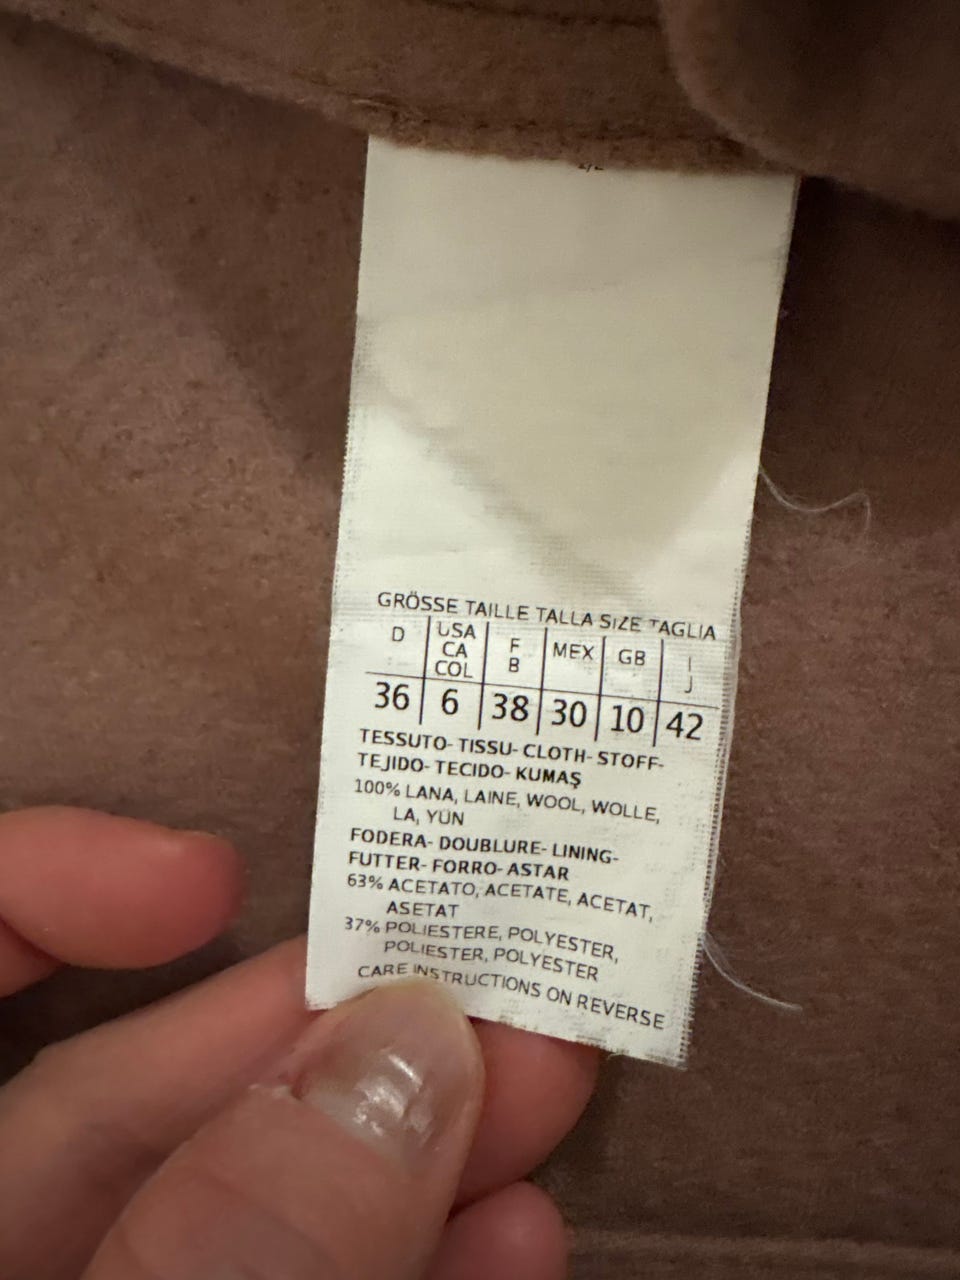 GRÖSSE TAILLE TALLA SIZE TAGLIA
D USA CA COL F B MEX GB I J
36 6 38 30 10 42
TESSUTO- TISSU- CLOTH- STOFF-
TEJIDO- TECIDO- KUMAŞ
100% LANA, LAINE, WOOL, WOLLE,
LA, YÜN
FODERA- DOUBLURE- LINING-
FUTTER- FORRO- ASTAR
63% ACETATO, ACETATE, ACETAT,
ASETAT
37% POLIESTERE, POLYESTER,
POLIESTER, POLYESTER
CARE INSTRUCTIONS ON REVERSE